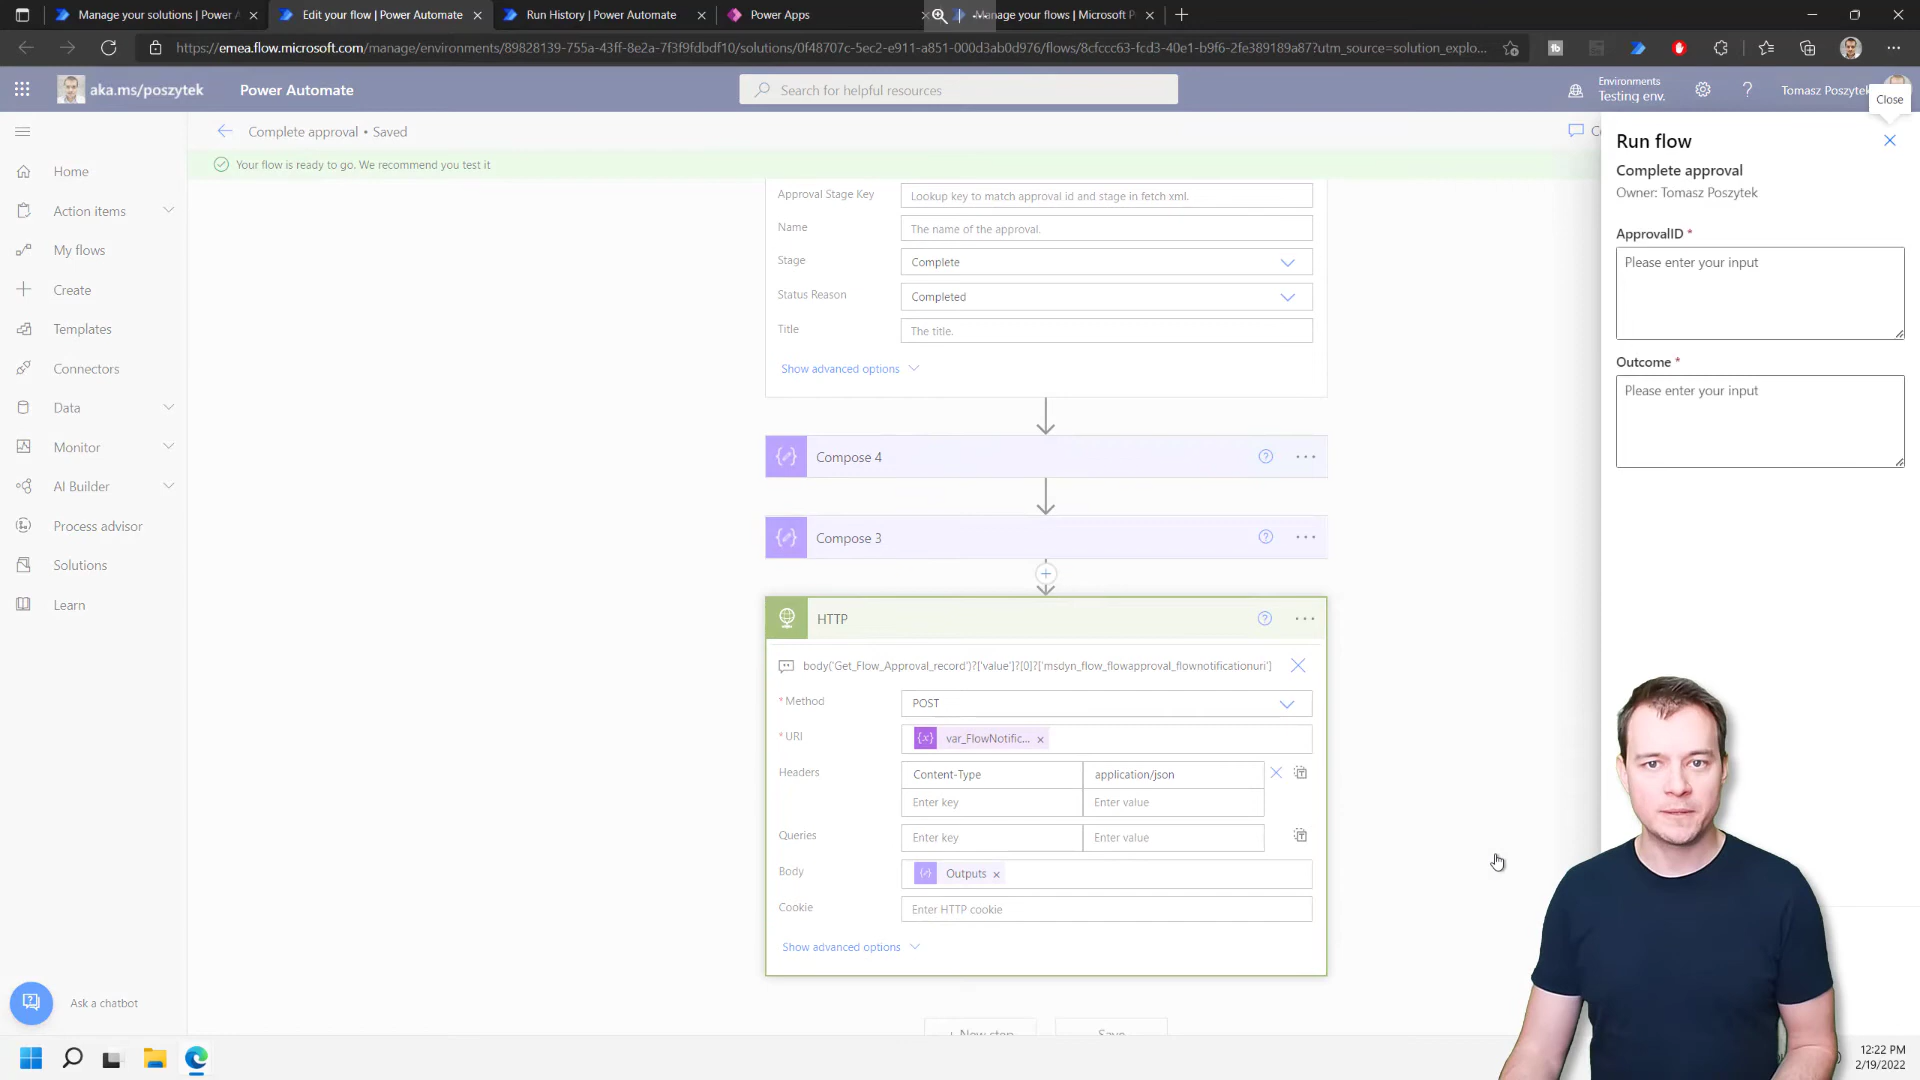 Manage your solutions | Power A
Edit your flow | Power Automate
Run History | Power Automate
Power Apps
Manage your flows | Microsoft P
https://emea.flow.microsoft.com/manage/environments/89828139-755a-43ff-8e2a-7f3f9fdbdf10/solutions/0f48707c-5ec2-e911-a851-000d3ab0d976/flows/8cfccc63-fcd3-40e1-b9f6-2fe389189a87?utm_source=solution_explo...
aka.ms/poszytek
Power Automate
Search for helpful resources
Environments
Testing env.
?
Tomasz Poszytek
Close
Complete approval • Saved
Your flow is ready to go. We recommend you test it
Home
Action items
My flows
Create
Templates
Connectors
Data
Monitor
AI Builder
Process advisor
Solutions
Learn
Ask a chatbot
Approval Stage Key
Lookup key to match approval id and stage in fetch xml.
Name
The name of the approval.
Stage
Complete
Status Reason
Completed
Title
The title.
Show advanced options
Compose 4
Compose 3
HTTP
body('Get_Flow_Approval_record')?['value']?[0]?['msdyn_flow_flowapproval_flownotificationuri']
* Method
POST
* URI
var_FlowNotific...
Headers
Content-Type
application/json
Enter key
Enter value
Queries
Enter key
Enter value
Body
Outputs
Cookie
Enter HTTP cookie
Show advanced options
+ New step
Save
Run flow
Complete approval
Owner: Tomasz Poszytek
ApprovalID *
Please enter your input
Outcome *
Please enter your input
12:22 PM
2/19/2022